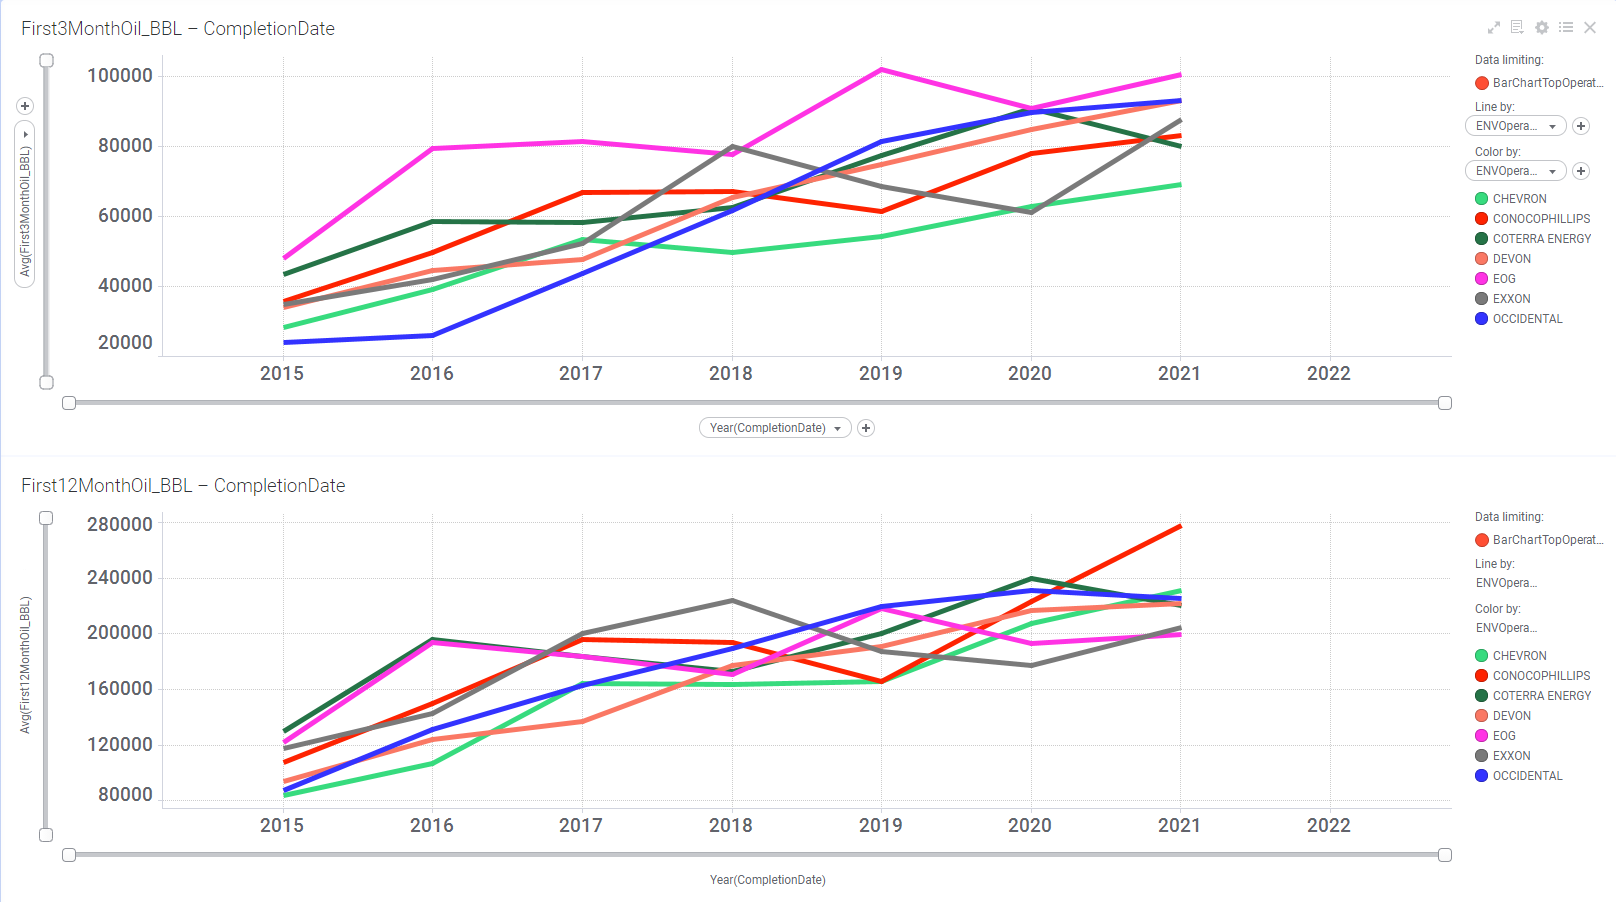 First3MonthOil_BBL – CompletionDate
Avg(First3MonthOil_BBL)
100000
80000
60000
40000
20000
2015 2016 2017 2018 2019 2020 2021 2022
Year(CompletionDate)
Data limiting:
BarChartTopOperat...
Line by:
ENVOpera...
Color by:
ENVOpera...
CHEVRON
CONOCOPHILLIPS
COTERRA ENERGY
DEVON
EOG
EXXON
OCCIDENTAL
First12MonthOil_BBL – CompletionDate
Avg(First12MonthOil_BBL)
280000
240000
200000
160000
120000
80000
2015 2016 2017 2018 2019 2020 2021 2022
Year(CompletionDate)
Data limiting:
BarChartTopOperat...
Line by:
ENVOpera...
Color by:
ENVOpera...
CHEVRON
CONOCOPHILLIPS
COTERRA ENERGY
DEVON
EOG
EXXON
OCCIDENTAL